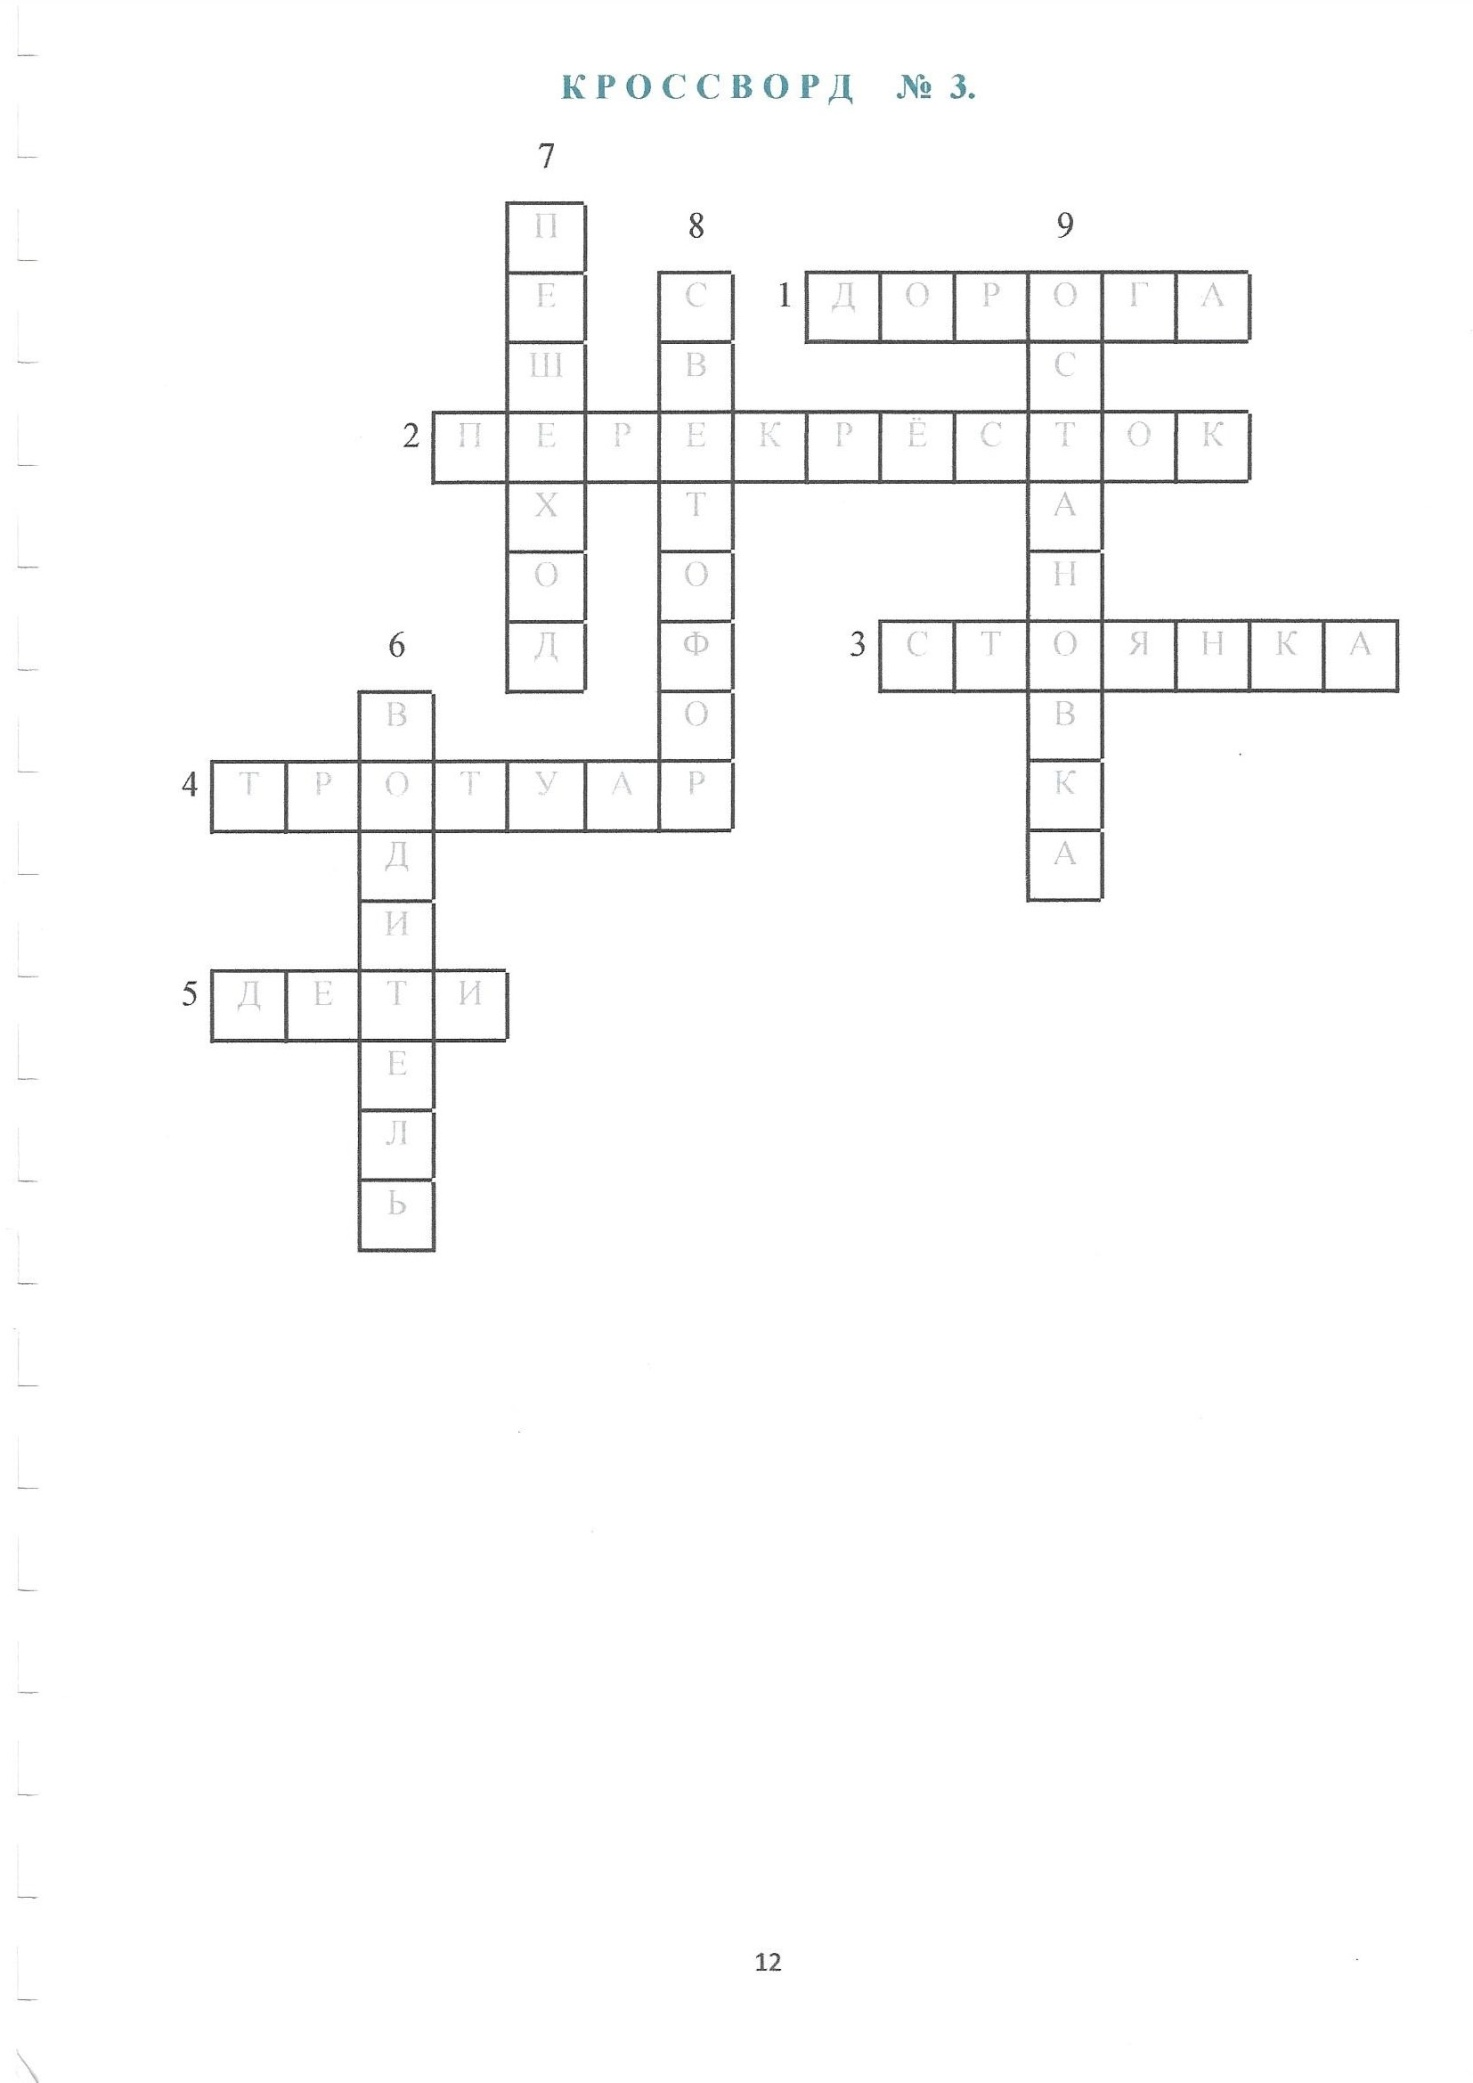 КРОССВОРД № 3.
7
П 8 9
Е С 1 Д О Р О Г А
Ш В С
2 П Е Р Е К Р Ё С Т О К
Х Т А
О О Н
6 Д Ф 3 С Т О Я Н К А
В О В
4 Т Р О Т У А Р К
Д А
И
5 Д Е Т И
Е
Л
Ь
12